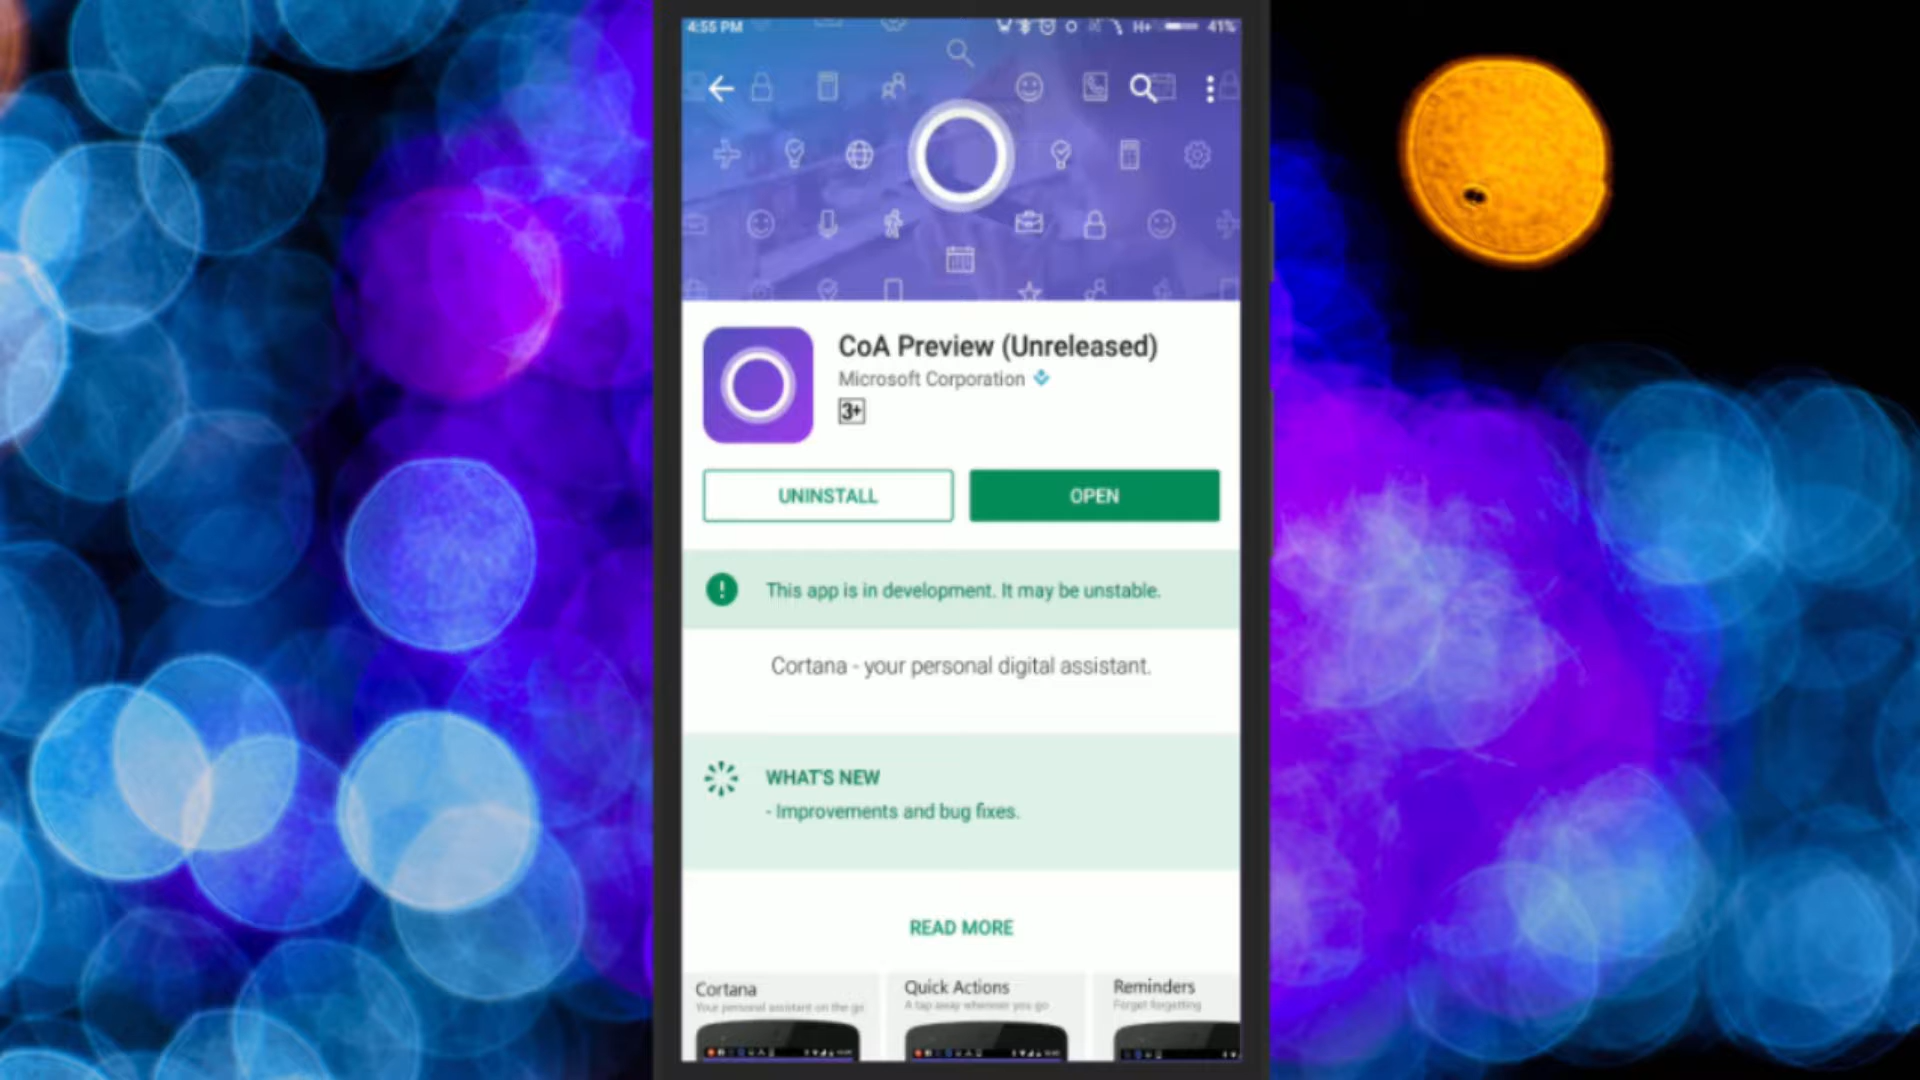 4:55 PM
H+
41%
CoA Preview (Unreleased)
Microsoft Corporation
3+
UNINSTALL
OPEN
This app is in development. It may be unstable.
Cortana - your personal digital assistant.
WHAT'S NEW
- Improvements and bug fixes.
READ MORE
Cortana
Your personal assistant on the go
Quick Actions
A tap away wherever you go
Reminders
Forget forgetting